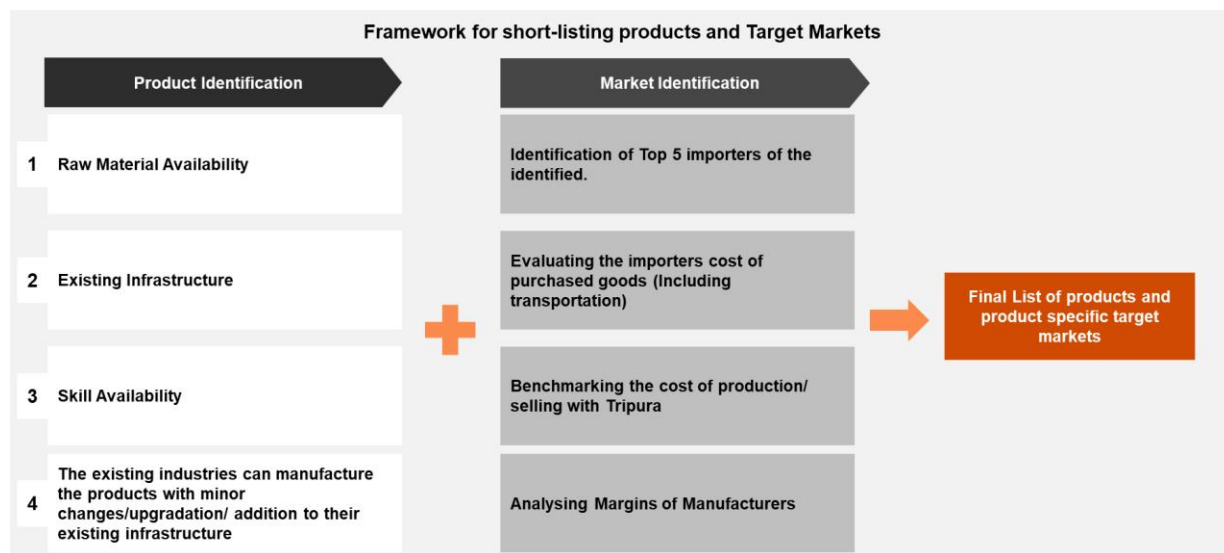 Framework for short-listing products and Target Markets
Product Identification
Market Identification
1
Raw Material Availability
Identification of Top 5 importers of the
identified.
2
Existing Infrastructure
Evaluating the importers cost of
purchased goods (Including
transportation)
3
Skill Availability
Benchmarking the cost of production/
selling with Tripura
4
The existing industries can manufacture
the products with minor
changes/upgradation/ addition to their
existing infrastructure
Analysing Margins of Manufacturers
Final List of products and
product specific target
markets